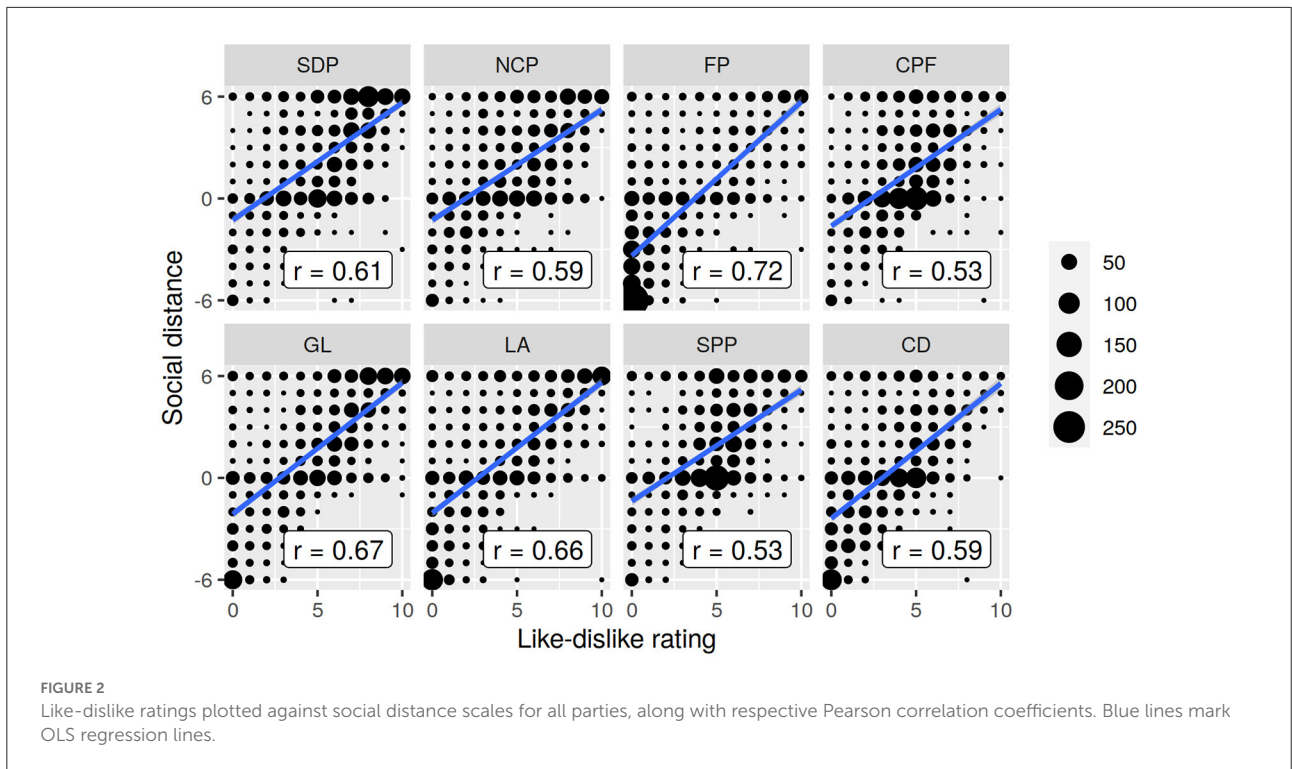 SDP NCP FP CPF
6
0
-6
r = 0.61 r = 0.59 r = 0.72 r = 0.53
GL LA SPP CD
6
0
-6
r = 0.67 r = 0.66 r = 0.53 r = 0.59
0 5 10 0 5 10 0 5 10 0 5 10
Social distance
Like-dislike rating
50
100
150
200
250
FIGURE 2
Like-dislike ratings plotted against social distance scales for all parties, along with respective Pearson correlation coefficients. Blue lines mark
OLS regression lines.